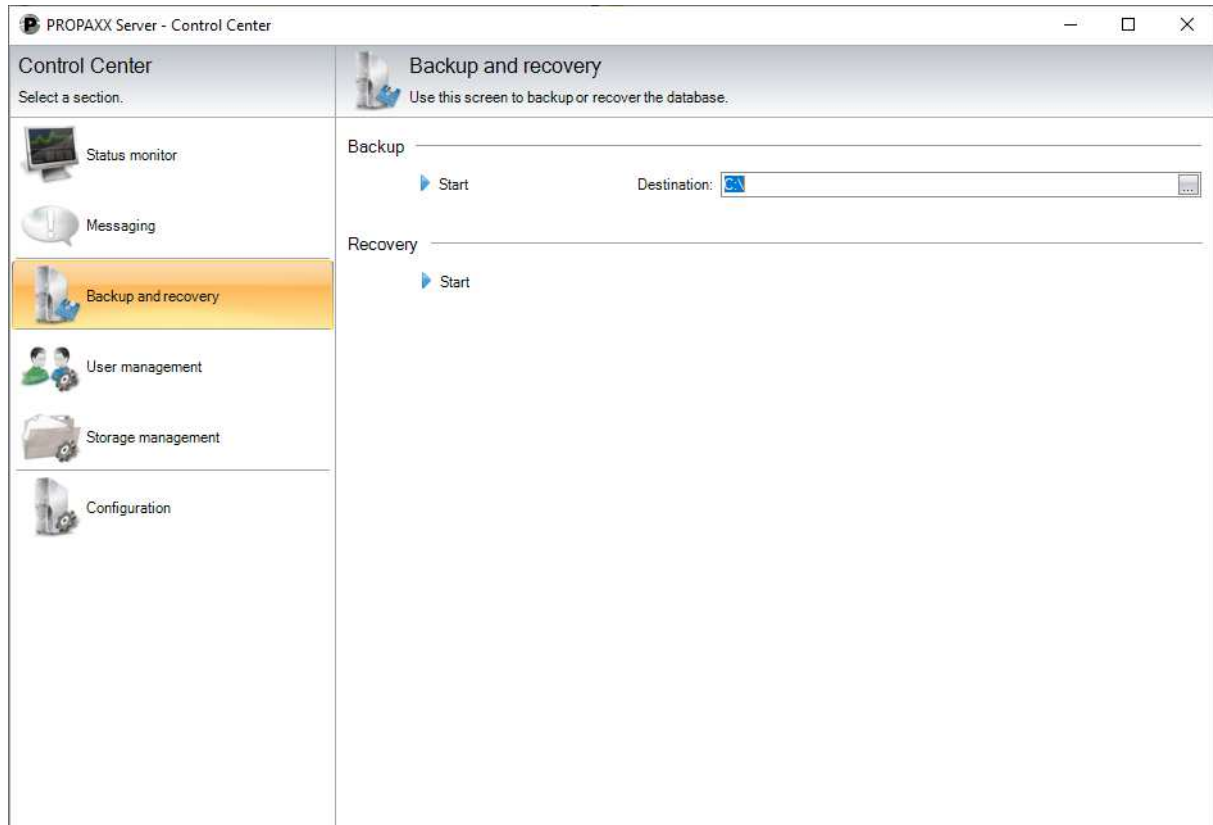 PROPAXX Server - Control Center
Control Center
Select a section.
Status monitor
Messaging
Backup and recovery
User management
Storage management
Configuration
Backup and recovery
Use this screen to backup or recover the database.
Backup
Start
Destination: C:\
...
Recovery
Start